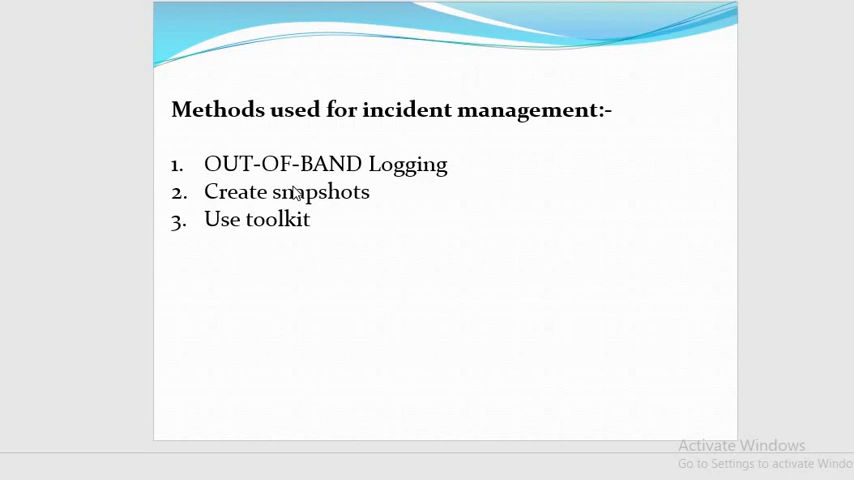 Methods used for incident management:-
1. OUT-OF-BAND Logging
2. Create snapshots
3. Use toolkit
Activate Windows
Go to Settings to activate Windo